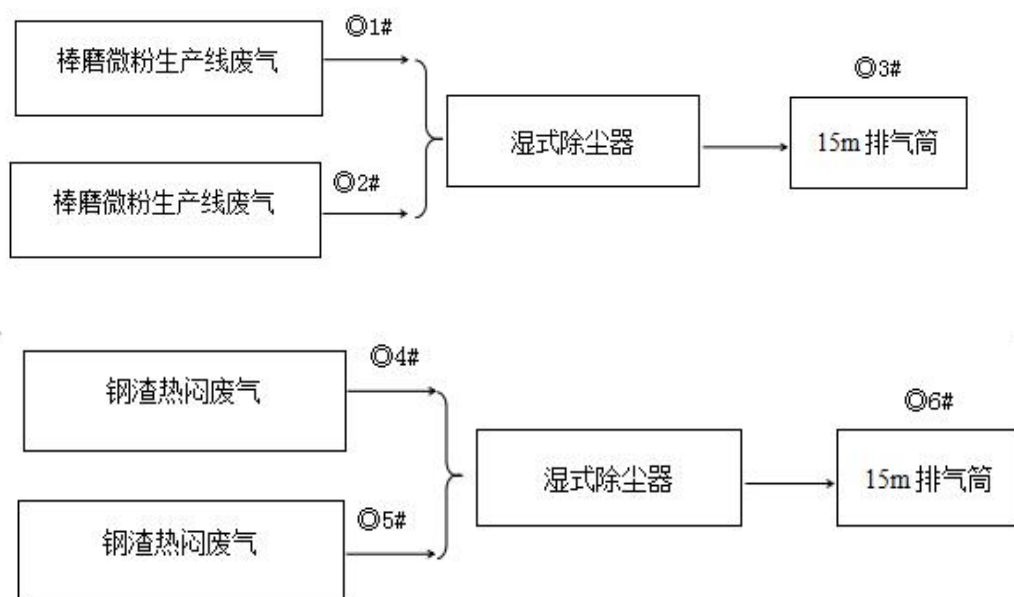 ◎1#
棒磨微粉生产线废气
◎3#
湿式除尘器
15m 排气筒
◎2#
棒磨微粉生产线废气
◎4#
钢渣热闷废气
◎6#
湿式除尘器
15m 排气筒
◎5#
钢渣热闷废气